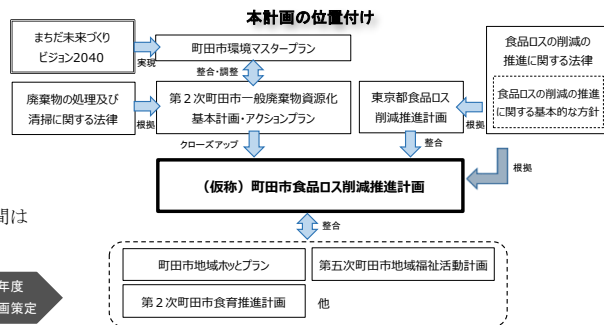 本計画の位置付け
まちだ未来づくり
ビジョン2040
実現
町田市環境マスタープラン
整合・調整
食品ロスの削減の
推進に関する法律
食品ロスの削減の推進
に関する基本的な方針
廃棄物の処理及び
清掃に関する法律
根拠
第2次町田市一般廃棄物資源化
基本計画・アクションプラン
東京都食品ロス
削減推進計画
根拠
クローズアップ
整合
根拠
（仮称）町田市食品ロス削減推進計画
間は
整合
町田市地域ホッとプラン
第五次町田市地域福祉活動計画
第2次町田市食育推進計画
他
年度
画策定